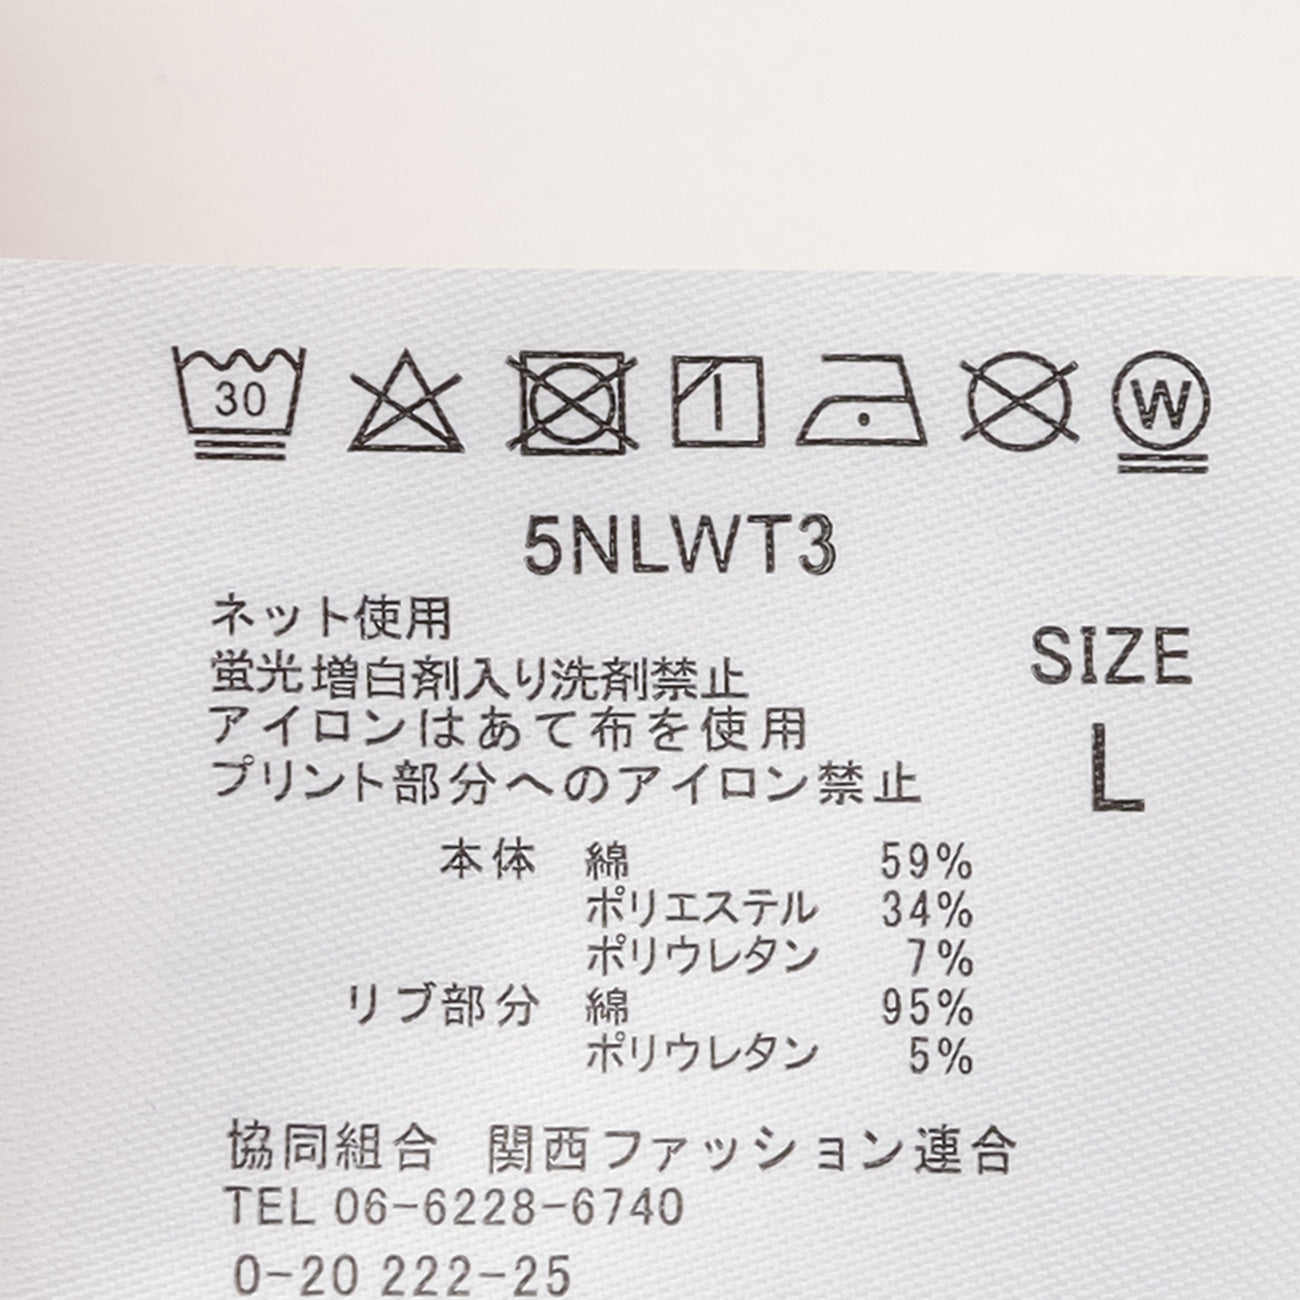 30
W
5NLWT3
ネット使用
蛍光増白剤入り洗剤禁止
アイロンはあて布を使用
プリント部分へのアイロン禁止
SIZE
L
本体 綿 59%
ポリエステル 34%
ポリウレタン 7%
リブ部分 綿 95%
ポリウレタン 5%
協同組合 関西ファッション連合
TEL 06-6228-6740
0-20 222-25